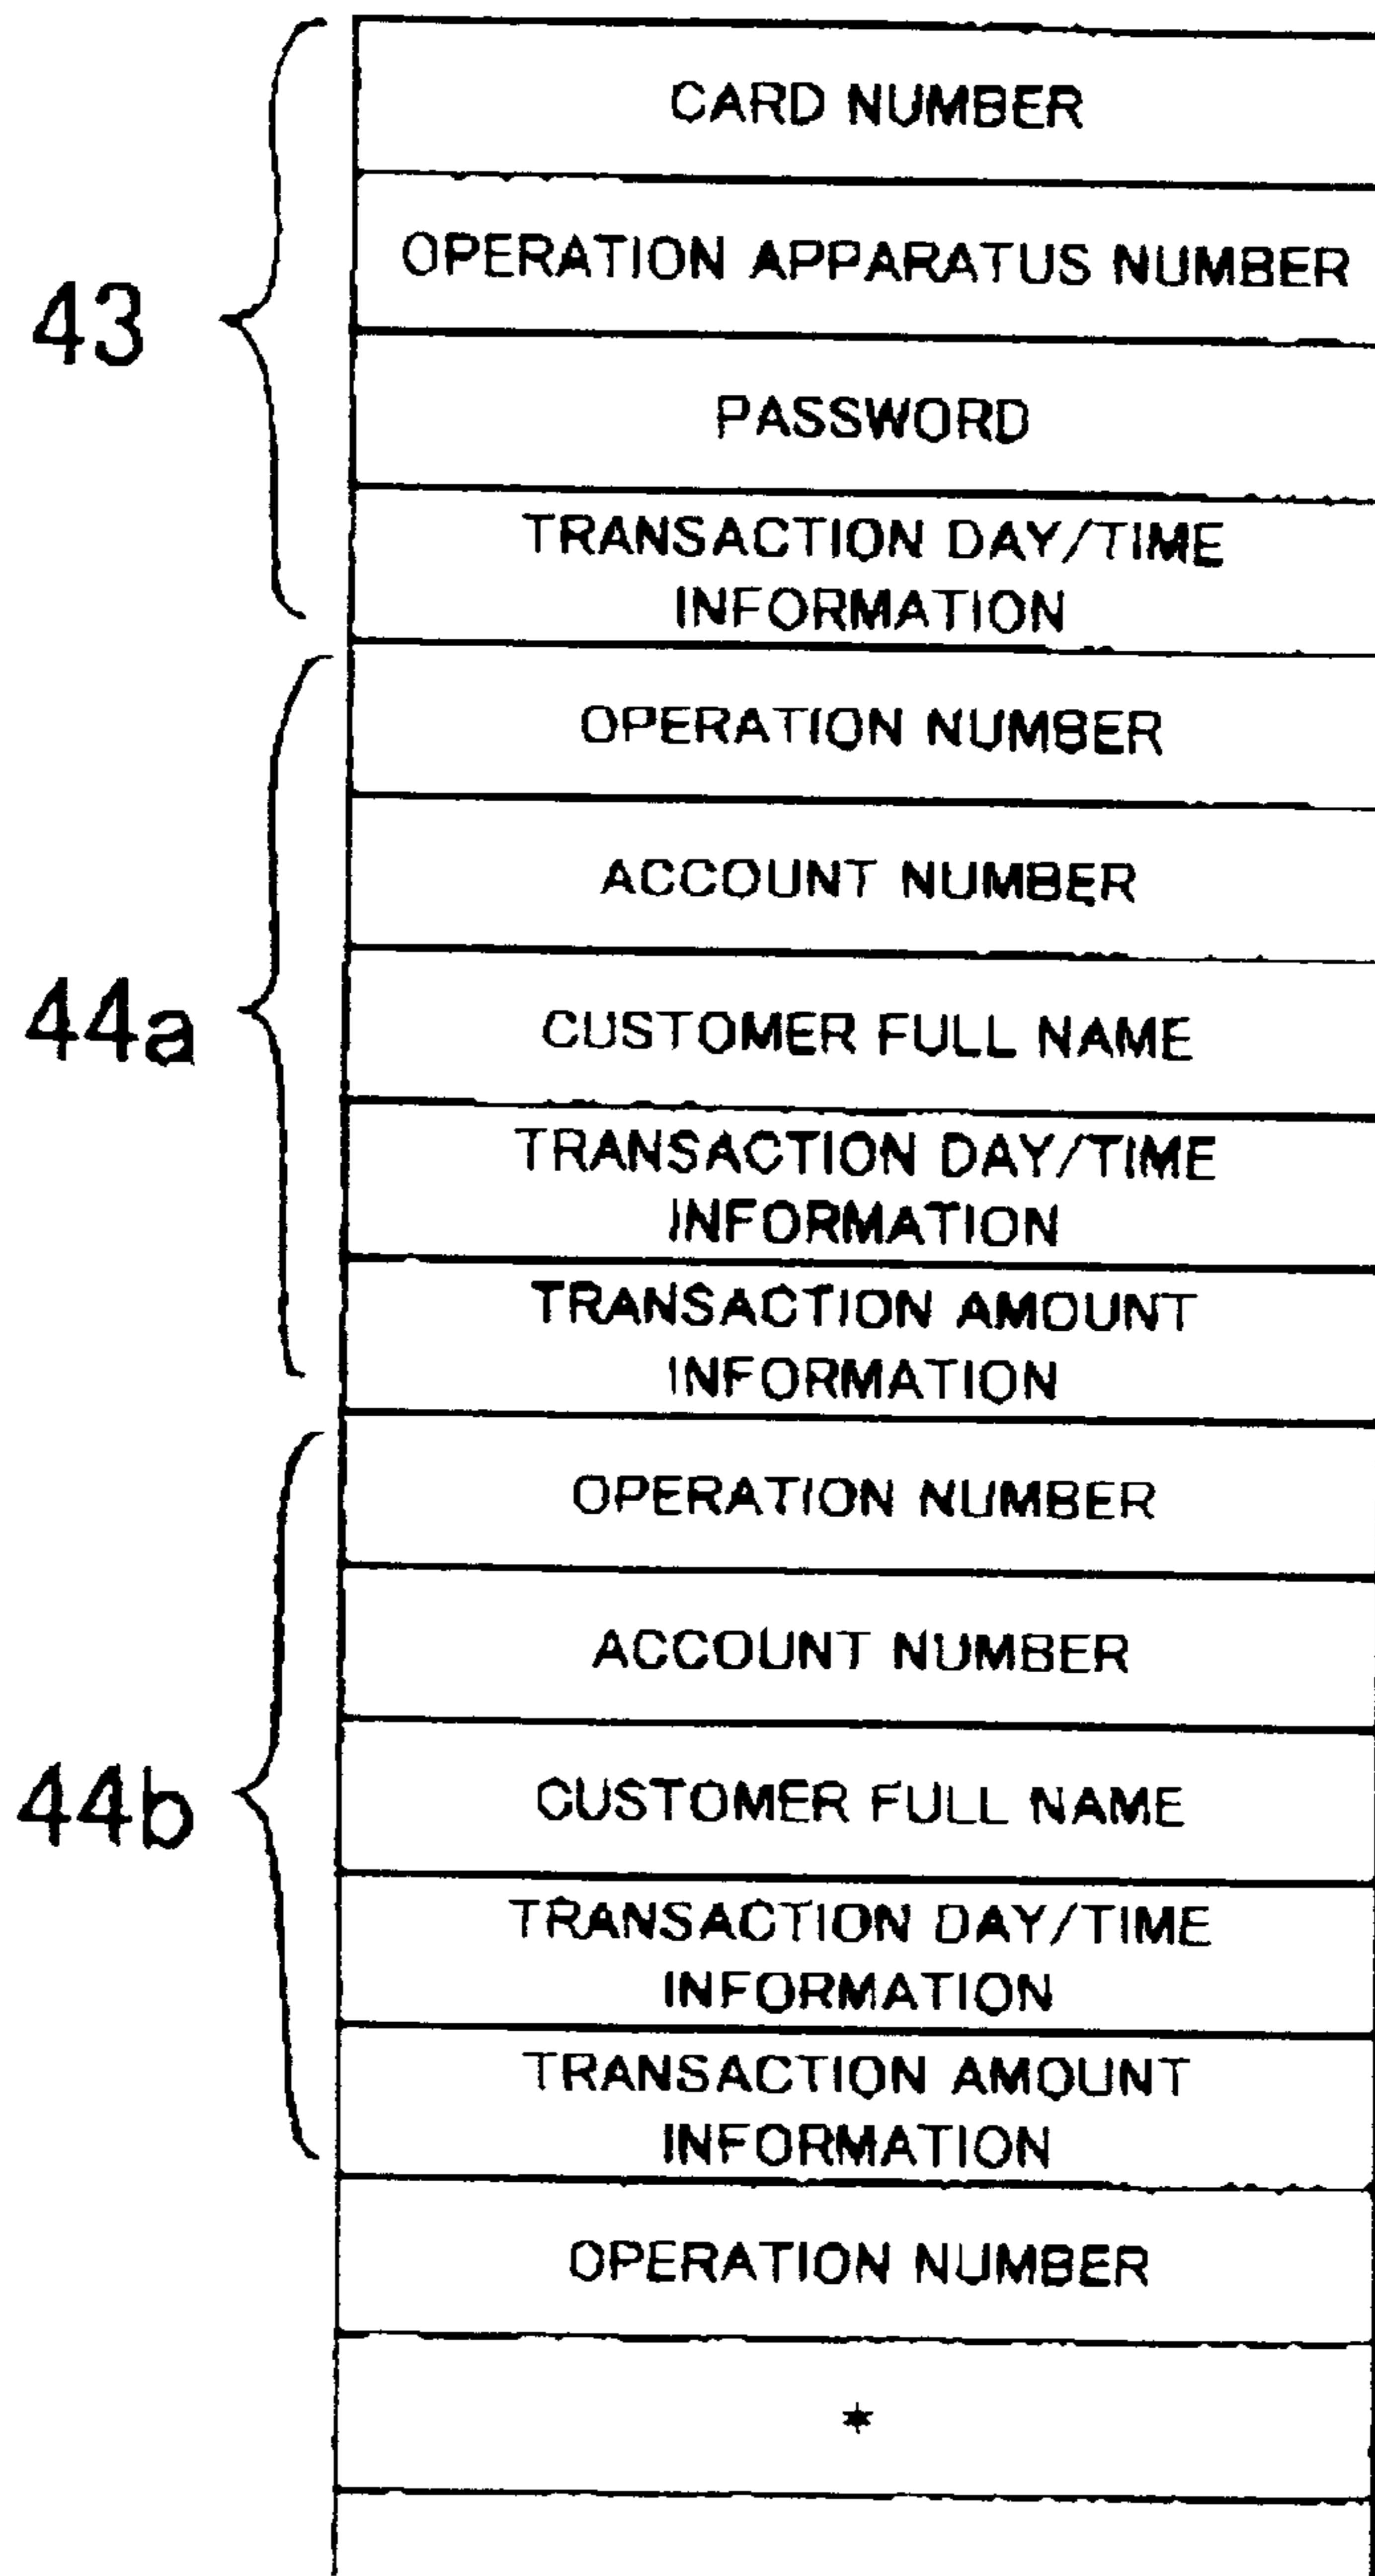 CARD NUMBER
OPERATION APPARATUS NUMBER
43
PASSWORD
TRANSACTION DAY/TIME
INFORMATION
OPERATION NUMBER
ACCOUNT NUMBER
44a
CUSTOMER FULL NAME
TRANSACTION DAY/TIME
INFORMATION
TRANSACTION AMOUNT
INFORMATION
OPERATION NUMBER
ACCOUNT NUMBER
44b
CUSTOMER FULL NAME
TRANSACTION DAY/TIME
INFORMATION
TRANSACTION AMOUNT
INFORMATION
OPERATION NUMBER
*